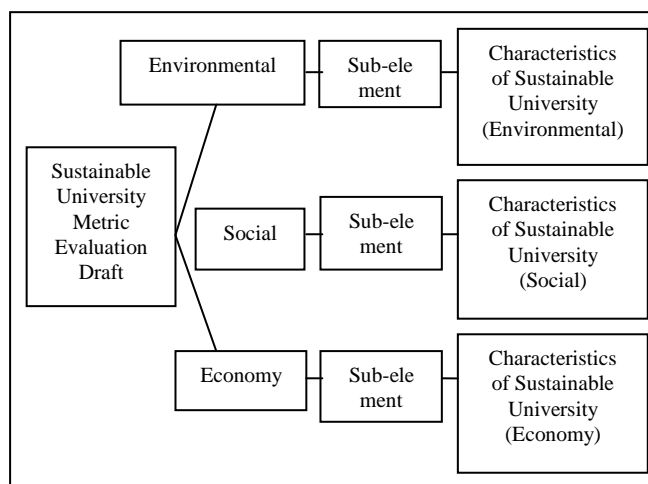 Environmental
Sub-ele
ment
Characteristics
of Sustainable
University
(Environmental)
Sustainable
University
Metric
Evaluation
Draft
Social
Sub-ele
ment
Characteristics
of Sustainable
University
(Social)
Economy
Sub-ele
ment
Characteristics
of Sustainable
University
(Economy)